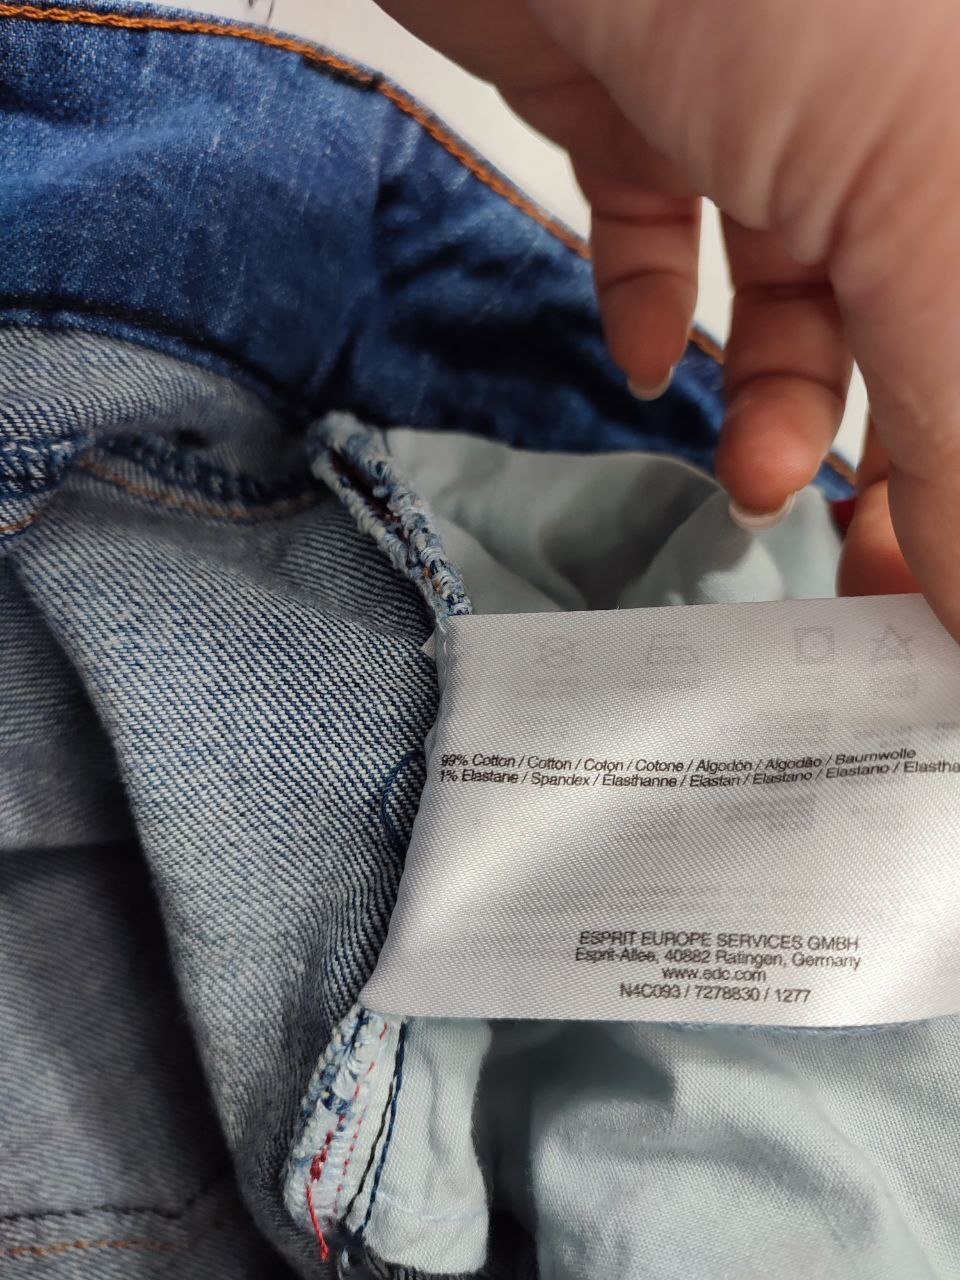 99% Cotton / Cotton / Coton / Cotone / Algodón / Algodão / Baumwolle
1% Elastane / Spandex / Elasthanne / Elastan / Elastano / Elastano / Elastha
ESPRIT EUROPE SERVICES GMBH
Esprit-Allee, 40882 Ratingen, Germany
www.edc.com
N4C093 / 7278830 / 1277